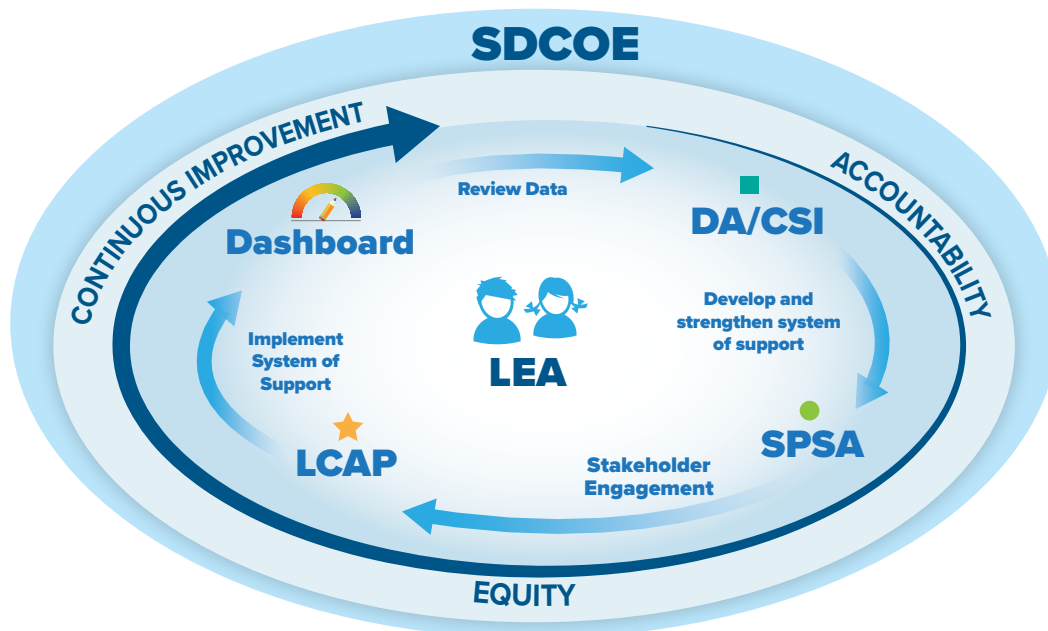 SDCOE
CONTINUOUS IMPROVEMENT
ACCOUNTABILITY
Review Data
Dashboard
DA/CSI
Develop and
strengthen system
of support
Implement
System of
Support
LEA
LCAP
SPSA
Stakeholder
Engagement
EQUITY